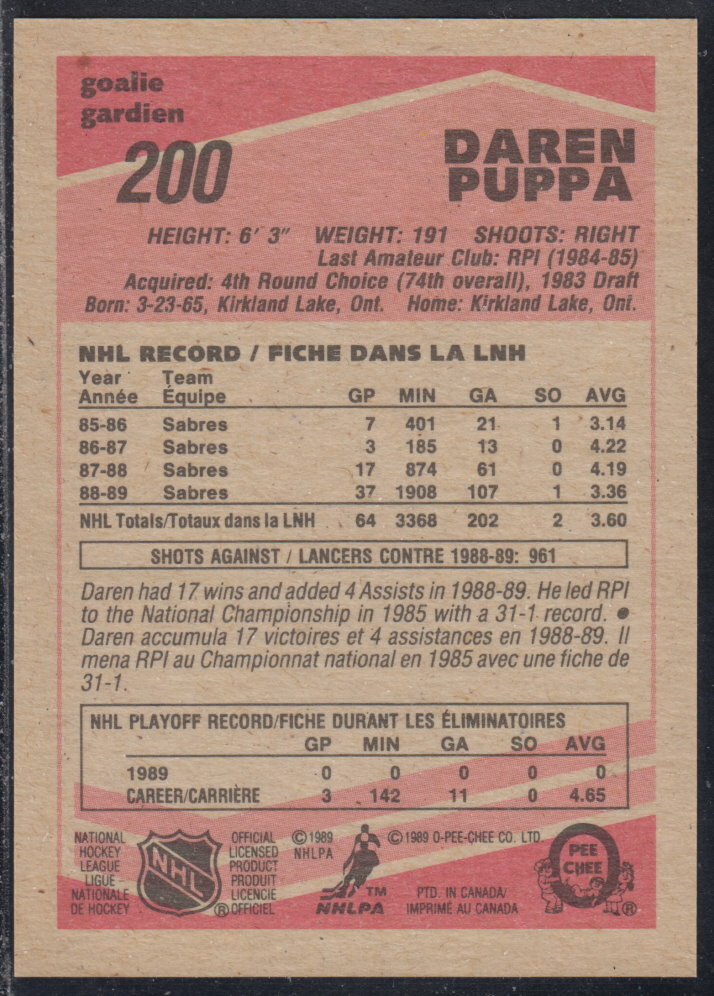 goalie
gardien
200
DAREN
PUPPA
HEIGHT: 6' 3" WEIGHT: 191 SHOOTS: RIGHT
Last Amateur Club: RPI (1984-85)
Acquired: 4th Round Choice (74th overall), 1983 Draft
Born: 3-23-65, Kirkland Lake, Ont. Home: Kirkland Lake, Ont.
NHL RECORD / FICHE DANS LA LNH
Year Team
Année Équipe GP MIN GA SO AVG
85-86 Sabres 7 401 21 1 3.14
86-87 Sabres 3 185 13 0 4.22
87-88 Sabres 17 874 61 0 4.19
88-89 Sabres 37 1908 107 1 3.36
NHL Totals/Totaux dans la LNH 64 3368 202 2 3.60
SHOTS AGAINST / LANCERS CONTRE 1988-89: 961
Daren had 17 wins and added 4 Assists in 1988-89. He led RPI
to the National Championship in 1985 with a 31-1 record. ●
Daren accumula 17 victoires et 4 assistances en 1988-89. Il
mena RPI au Championnat national en 1985 avec une fiche de
31-1.
NHL PLAYOFF RECORD/FICHE DURANT LES ÉLIMINATOIRES
GP MIN GA SO AVG
1989 0 0 0 0 0
CAREER/CARRIÈRE 3 142 11 0 4.65
NATIONAL
HOCKEY
LEAGUE
LIGUE
NATIONALE
DE HOCKEY
NHL
OFFICIAL
LICENSED
PRODUCT
PRODUIT
LICENCIE
® OFFICIEL
© 1989
NHLPA
TM
NHLPA
© 1989 O-PEE-CHEE CO. LTD
PTD. IN CANADA/
IMPRIMÉ AU CANADA
O
PEE
CHEE
®